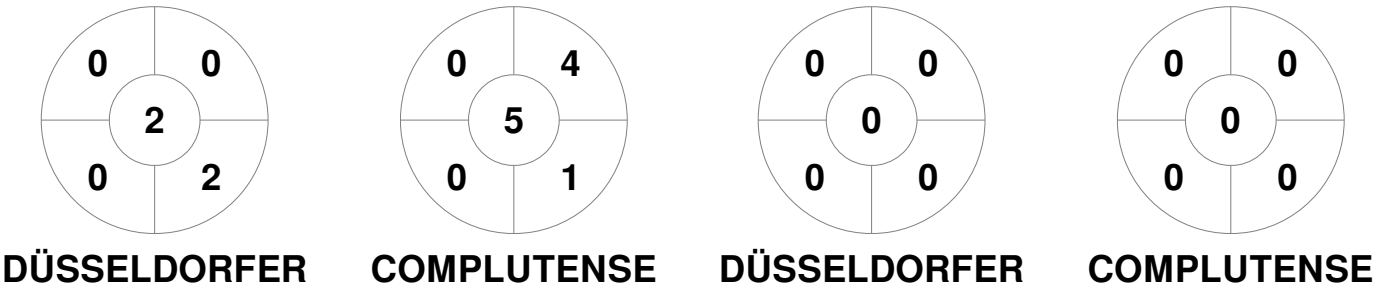 0 0 0 4 0 0 0 0
2 5 0 0
0 2 0 1 0 0 0 0
DÜSSELDORFER COMPLUTENSE DÜSSELDORFER COMPLUTENSE